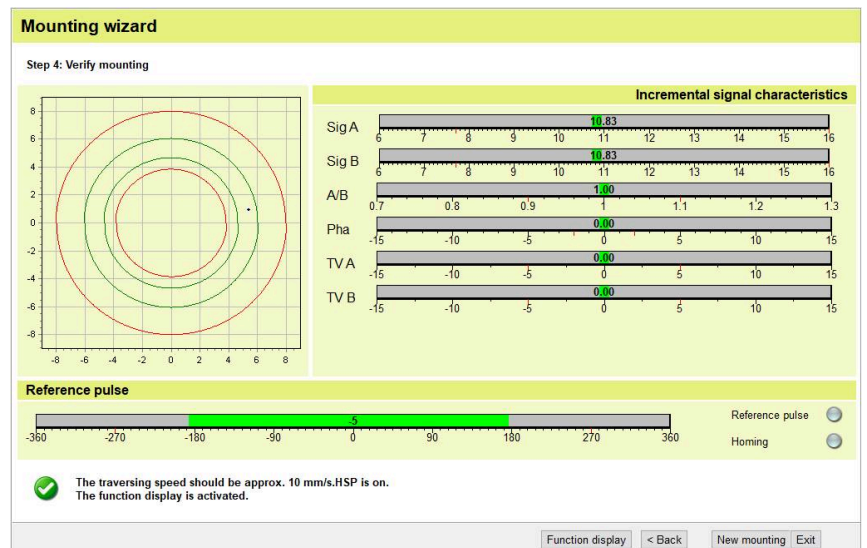 Mounting wizard
Step 4: Verify mounting
Incremental signal characteristics
8
6
4
2
0
-2
-4
-6
-8
-8 -6 -4 -2 0 2 4 6 8
Sig A
10.83
6 7 8 9 10 11 12 13 14 15 16
Sig B
10.83
6 7 8 9 10 11 12 13 14 15 16
A/B
1.00
0.7 0.8 0.9 1 1.1 1.2 1.3
Pha
0.00
-15 -10 -5 0 5 10 15
TV A
0.00
-15 -10 -5 0 5 10 15
TV B
0.00
-15 -10 -5 0 5 10 15
Reference pulse
-5
-360 -270 -180 -90 0 90 180 270 360
Reference pulse
Homing
The traversing speed should be approx. 10 mm/s.HSP is on.
The function display is activated.
Function display < Back New mounting Exit